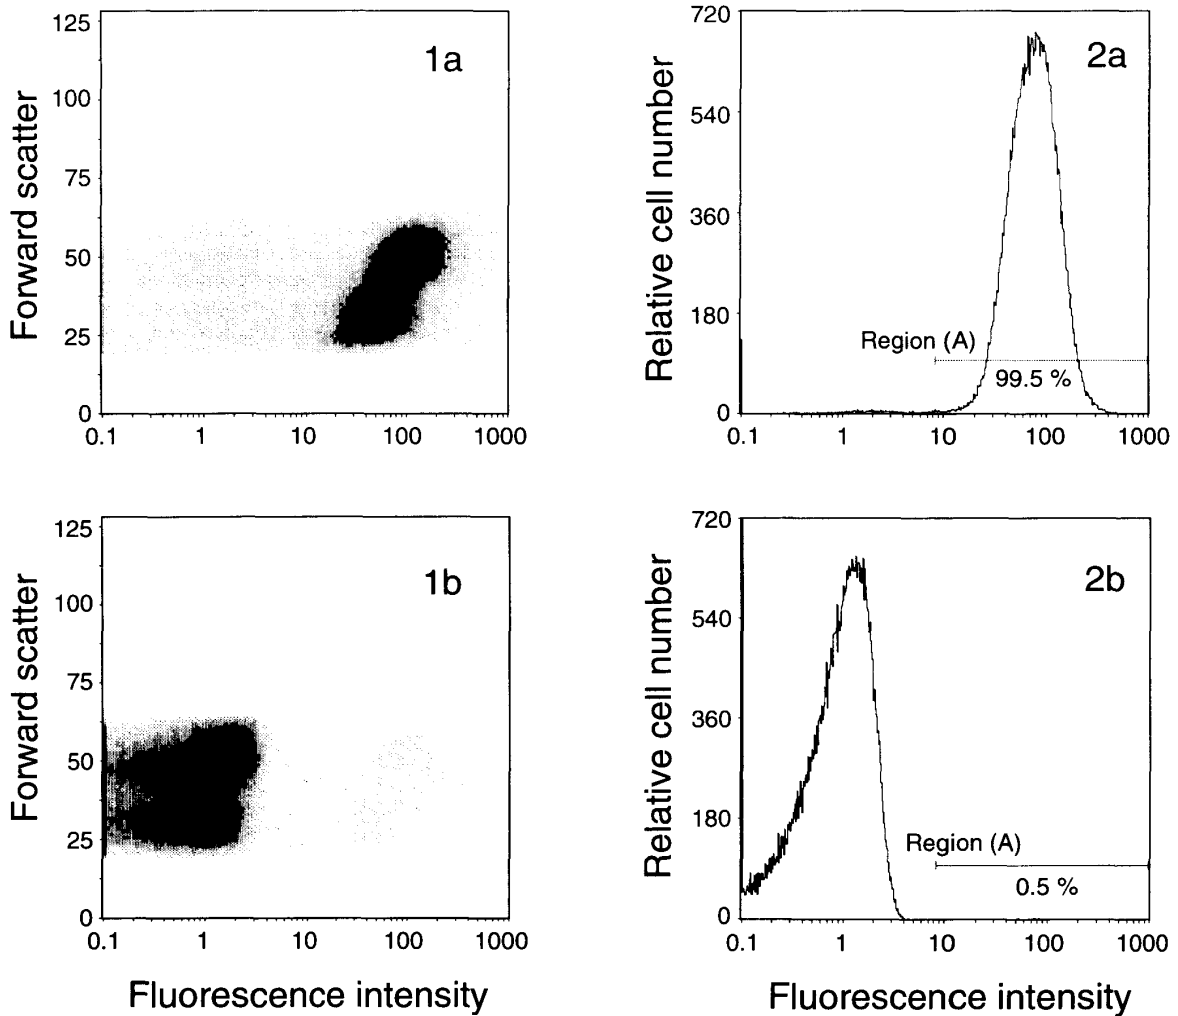 125
100
75
50
25
0
Forward scatter
1a
0.1 1 10 100 1000
720
540
360
180
0
Relative cell number
2a
Region (A)
99.5 %
0.1 1 10 100 1000
125
100
75
50
25
0
Forward scatter
1b
0.1 1 10 100 1000
Fluorescence intensity
720
540
360
180
0
Relative cell number
2b
Region (A)
0.5 %
0.1 1 10 100 1000
Fluorescence intensity